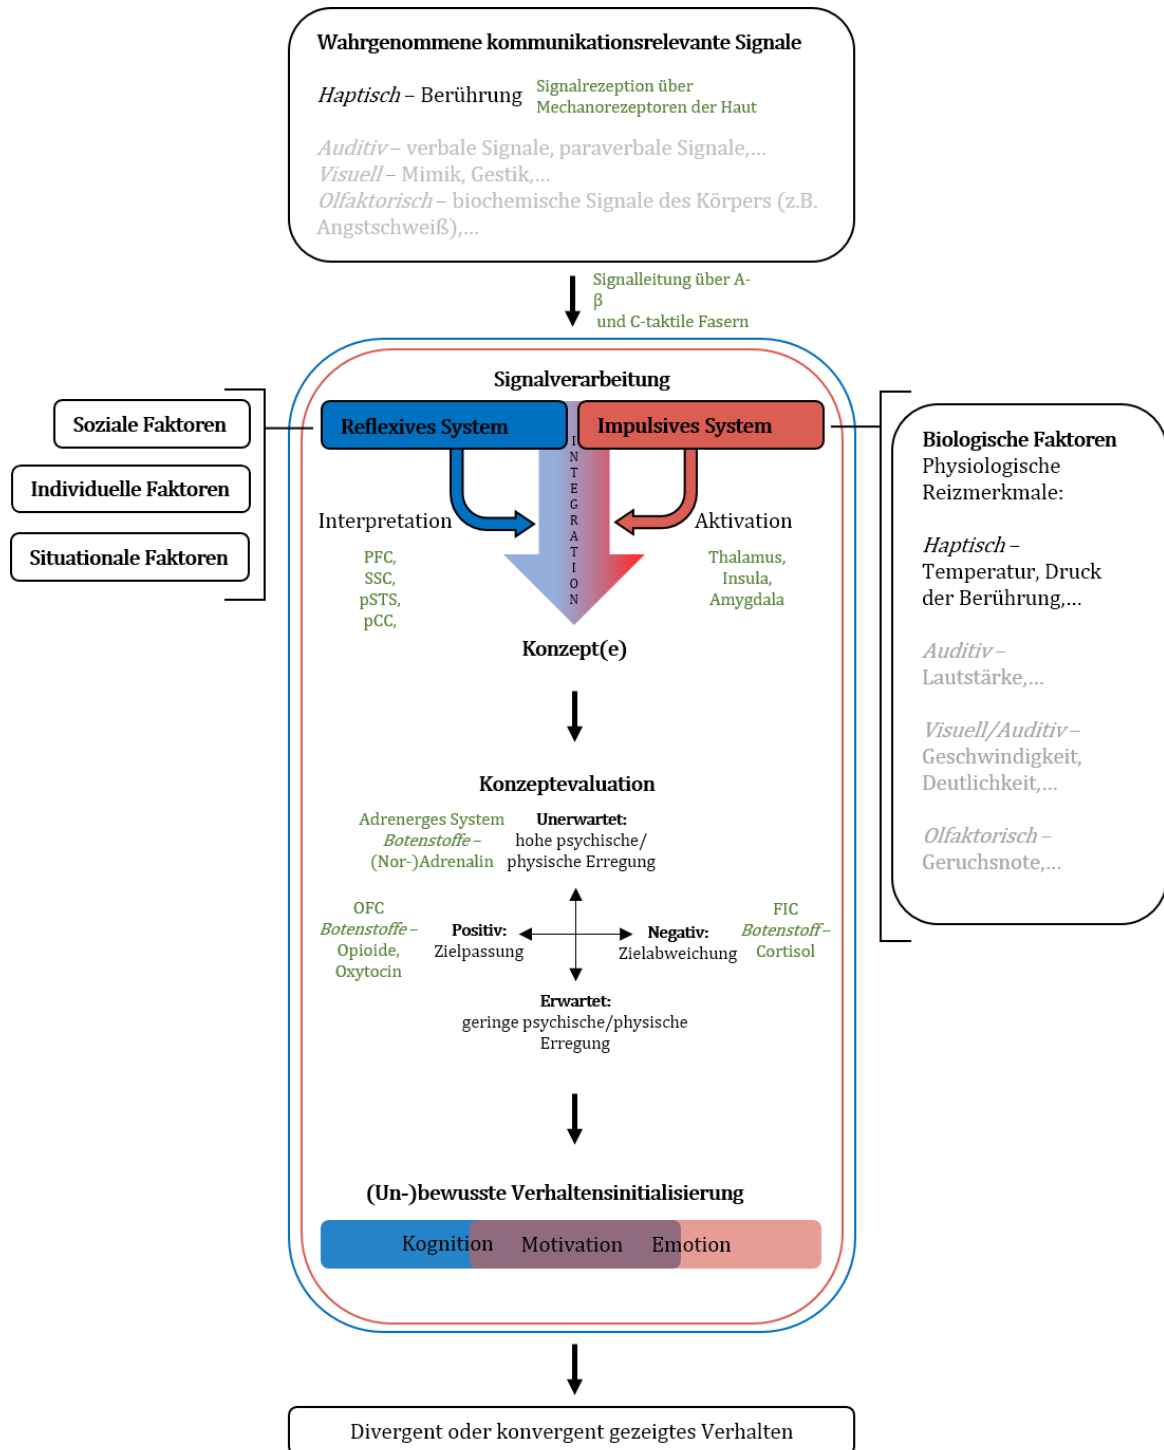 Wahrgenommene kommunikationsrelevante Signale
Haptisch – Berührung
Signalrezeption über
Mechanorezeptoren der Haut
Auditiv – verbale Signale, paraverbale Signale,...
Visuell – Mimik, Gestik,...
Olfaktorisch – biochemische Signale des Körpers (z.B.
Angstschweiß),...
Signalleitung über A-
β
und C-taktile Fasern
Signalverarbeitung
Soziale Faktoren
Individuelle Faktoren
Situationale Faktoren
Reflexives System
Impulsives System
INTEGRATION
Interpretation
PFC,
SSC,
pSTS,
pCC,
Aktivation
Thalamus,
Insula,
Amygdala
Biologische Faktoren
Physiologische
Reizmerkmale:
Haptisch –
Temperatur, Druck
der Berührung,...
Auditiv –
Lautstärke,...
Visuell/Auditiv –
Geschwindigkeit,
Deutlichkeit,...
Olfaktorisch –
Geruchsnote,...
Konzept(e)
Konzeptevaluation
Adrenerges System
Botenstoffe –
(Nor-)Adrenalin
Unerwartet:
hohe psychische/
physische Erregung
OFC
Botenstoffe –
Opioide,
Oxytocin
Positiv:
Zielpassung
Negativ:
Zielabweichung
FIC
Botenstoff –
Cortisol
Erwartet:
geringe psychische/physische
Erregung
(Un-)bewusste Verhaltensinitialisierung
Kognition Motivation Emotion
Divergent oder konvergent gezeigtes Verhalten